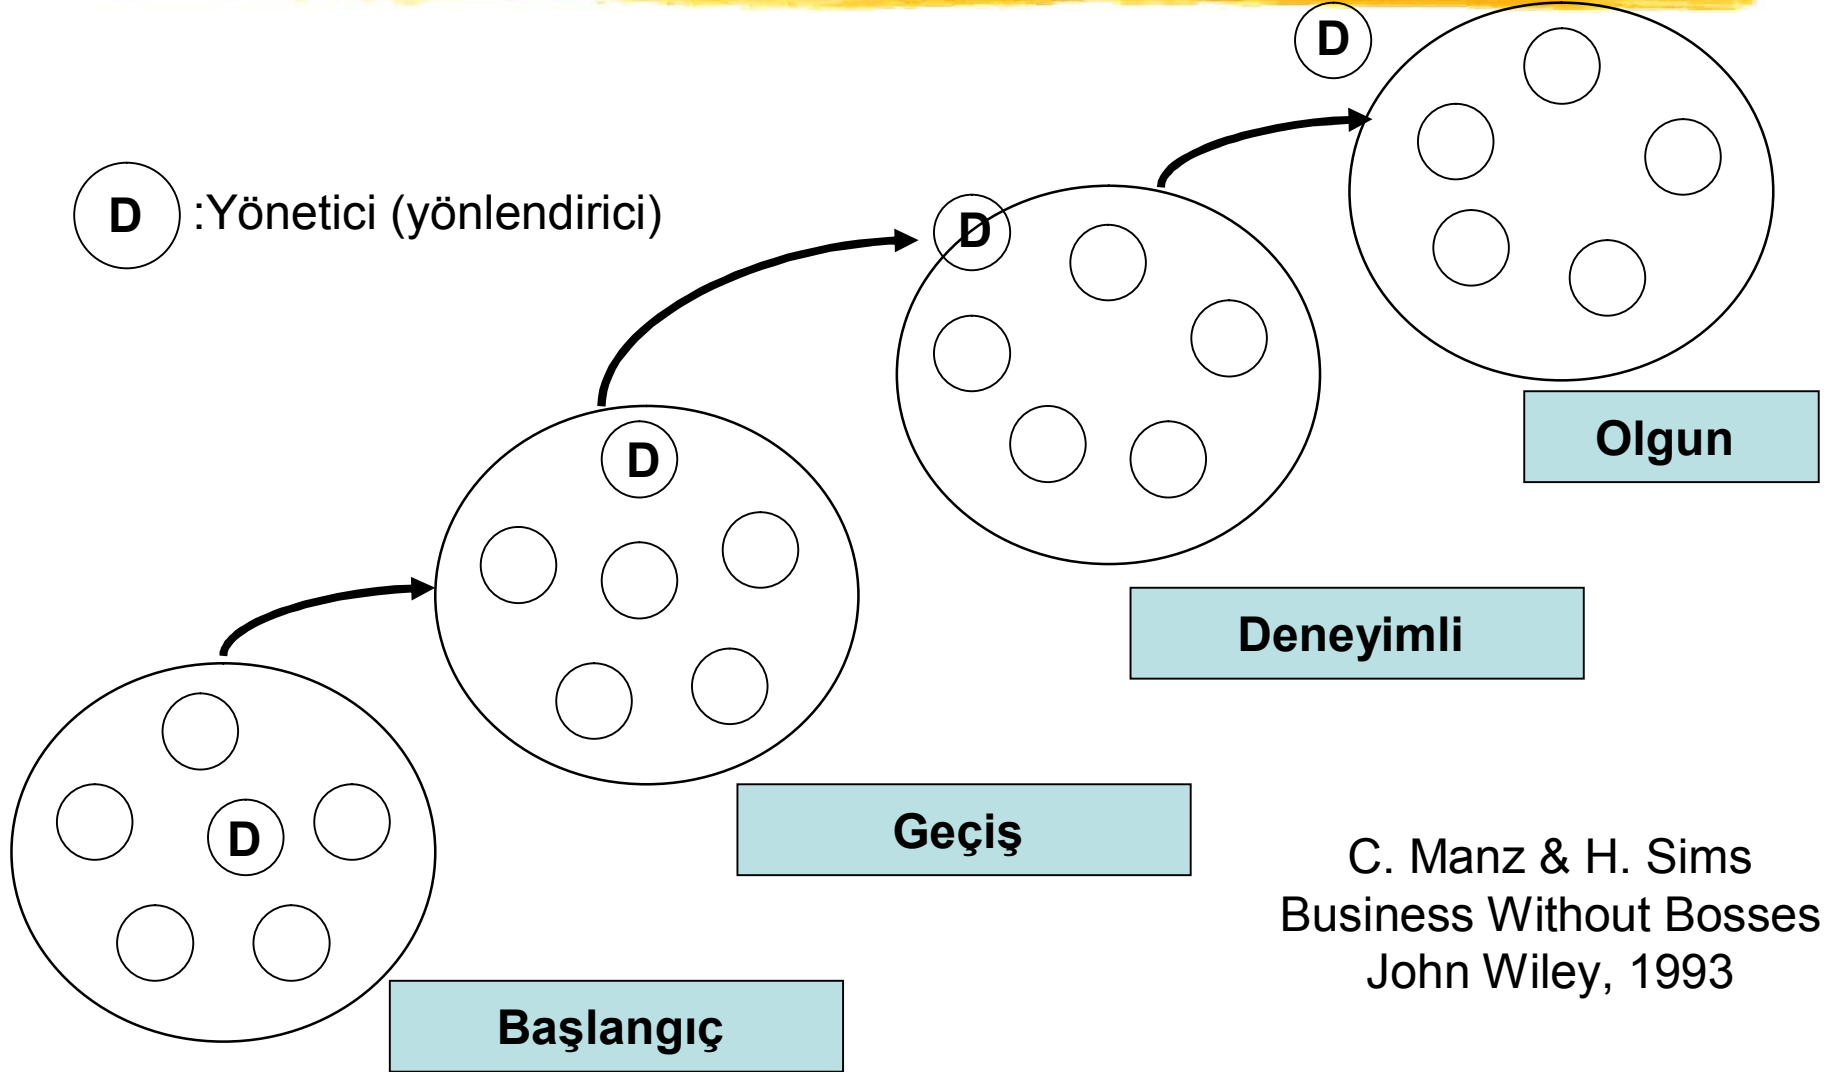 D
D :Yönetici (yönlendirici)
D
D
D
Olgun
Deneyimli
Geçiş
Başlangıç
C. Manz & H. Sims
Business Without Bosses
John Wiley, 1993